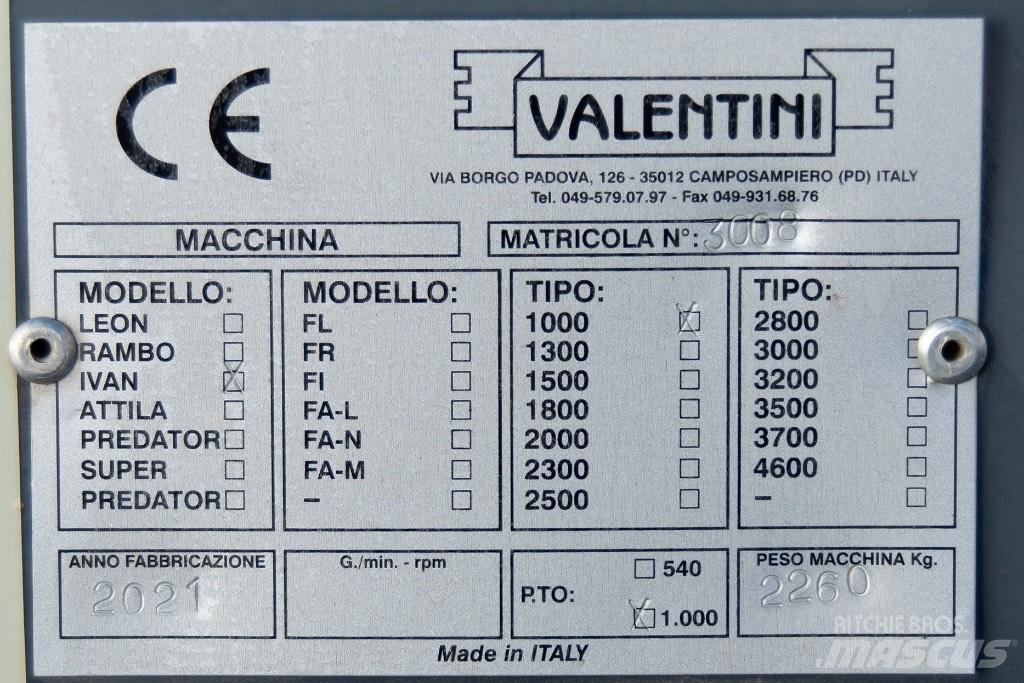 CE
VALENTINI
VIA BORGO PADOVA, 126 - 35012 CAMPOSAMPIERO (PD) ITALY
Tel. 049-579.07.97 - Fax 049-931.68.76
MACCHINA
MATRICOLA N°: 3008
MODELLO:
LEON
RAMBO
IVAN
ATTILA
PREDATOR
SUPER
PREDATOR
MODELLO:
FL
FR
FI
FA-L
FA-N
FA-M
–
TIPO:
1000
1300
1500
1800
2000
2300
2500
TIPO:
2800
3000
3200
3500
3700
4600
–
ANNO FABBRICAZIONE
2021
G./min. - rpm
P.TO:
540
1.000
PESO MACCHINA Kg.
2260
Made in ITALY
RITCHIE BROS.
MASCUS